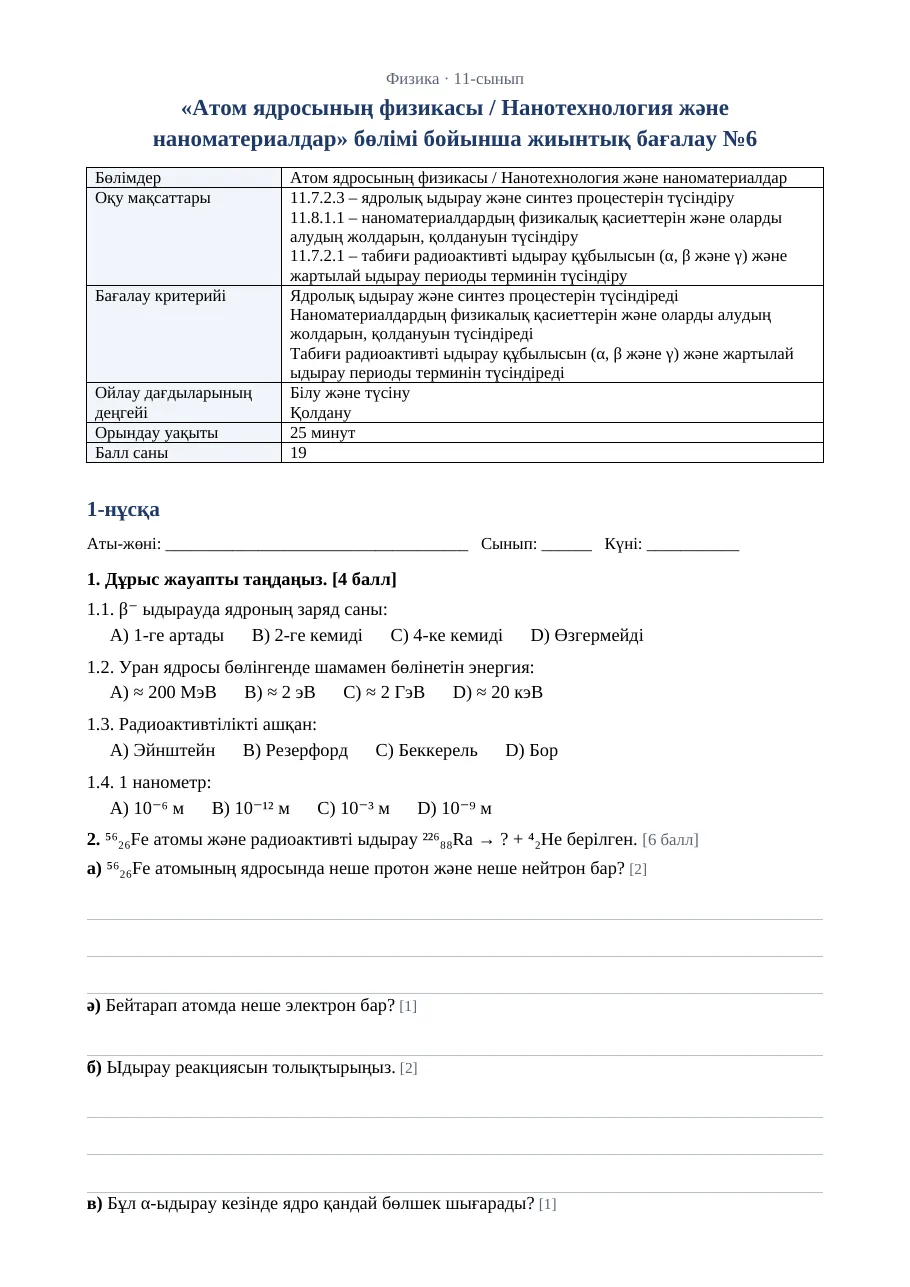 Физика · 11-сынып
«Атом ядросының физикасы / Нанотехнология және
наноматериалдар» бөлімі бойынша жиынтық бағалау №6
Бөлімдер
Атом ядросының физикасы / Нанотехнология және наноматериалдар
Оқу мақсаттары
11.7.2.3 – ядролық ыдырау және синтез процестерін түсіндіру
11.8.1.1 – наноматериалдардың физикалық қасиеттерін және оларды
алудың жолдарын, қолдануын түсіндіру
11.7.2.1 – табиғи радиоактивті ыдырау құбылысын (α, β және γ) және
жартылай ыдырау периоды терминін түсіндіру
Бағалау критерийі
Ядролық ыдырау және синтез процестерін түсіндіреді
Наноматериалдардың физикалық қасиеттерін және оларды алудың
жолдарын, қолдануын түсіндіреді
Табиғи радиоактивті ыдырау құбылысын (α, β және γ) және жартылай
ыдырау периоды терминін түсіндіреді
Ойлау дағдыларының
деңгейі
Білу және түсіну
Қолдану
Орындау уақыты
25 минут
Балл саны
19
1-нұсқа
Аты-жөні: ____________________________________ Сынып: ______ Күні: ___________
1. Дұрыс жауапты таңдаңыз. [4 балл]
1.1. β⁻ ыдырауда ядроның заряд саны:
A) 1-ге артады B) 2-ге кемиді C) 4-ке кемиді D) Өзгермейді
1.2. Уран ядросы бөлінгенде шамамен бөлінетін энергия:
A) ≈ 200 МэВ B) ≈ 2 эВ C) ≈ 2 ГэВ D) ≈ 20 кэВ
1.3. Радиоактивтілікті ашқан:
A) Эйнштейн B) Резерфорд C) Беккерель D) Бор
1.4. 1 нанометр:
A) 10⁻⁶ м B) 10⁻¹² м C) 10⁻³ м D) 10⁻⁹ м
2. ⁵⁶₂₆Fe атомы және радиоактивті ыдырау ²²⁶₈₈Ra → ? + ⁴₂He берілген. [6 балл]
а) ⁵⁶₂₆Fe атомының ядросында неше протон және неше нейтрон бар? [2]
ә) Бейтарап атомда неше электрон бар? [1]
б) Ыдырау реакциясын толықтырыңыз. [2]
в) Бұл α-ыдырау кезінде ядро қандай бөлшек шығарады? [1]